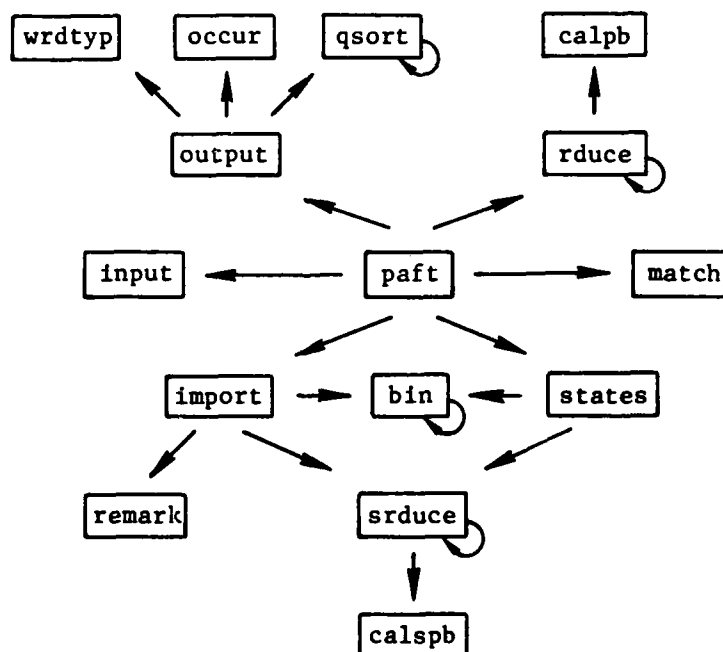 wrdtyp occur qsort calpb
output rduce
input paft match
import bin states
remark srduce
calspb